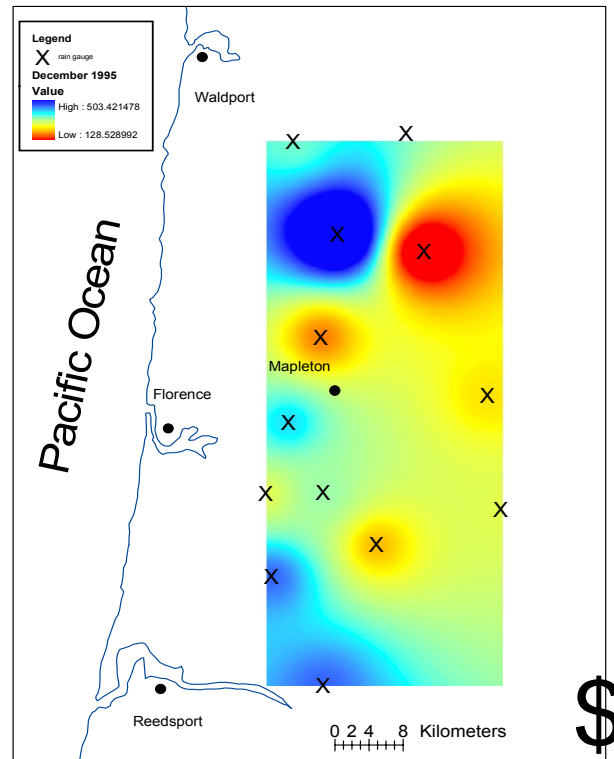 Legend
X rain gauge
December 1995
Value
High : 503.421478
Low : 128.528992
Waldport
X X
X X
X
Mapleton
X
Florence
X
X X
X
X
X
X
Reedsport
Pacific Ocean
0 2 4 8 Kilometers
$